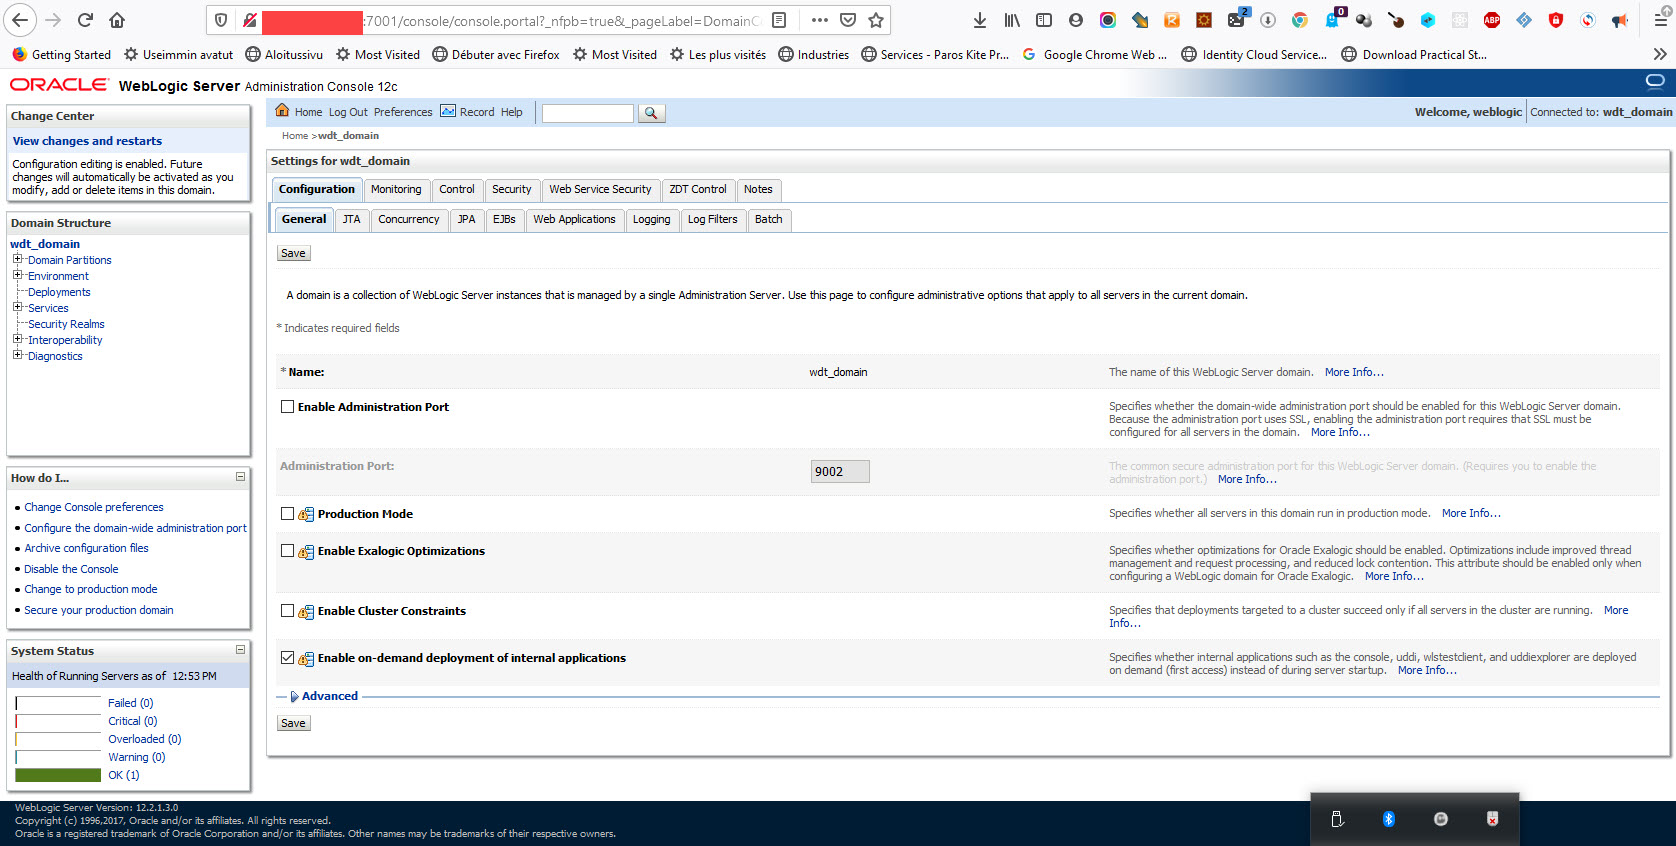 :7001/console/console.portal?_nfpb=true&_pageLabel=DomainC
2
0
ABP
Getting Started
Useimmin avatut
Aloitussivu
Most Visited
Débuter avec Firefox
Most Visited
Les plus visités
Industries
Services - Paros Kite Pr...
Google Chrome Web ...
Identity Cloud Service...
Download Practical St...
ORACLE WebLogic Server Administration Console 12c
Change Center
View changes and restarts
Configuration editing is enabled. Future
changes will automatically be activated as you
modify, add or delete items in this domain.
Domain Structure
wdt_domain
Domain Partitions
Environment
Deployments
Services
Security Realms
Interoperability
Diagnostics
How do I...
Change Console preferences
Configure the domain-wide administration port
Archive configuration files
Disable the Console
Change to production mode
Secure your production domain
System Status
Health of Running Servers as of 12:53 PM
Failed (0)
Critical (0)
Overloaded (0)
Warning (0)
OK (1)
Home Log Out Preferences Record Help
Welcome, weblogic Connected to: wdt_domain
Home >wdt_domain
Settings for wdt_domain
Configuration Monitoring Control Security Web Service Security ZDT Control Notes
General JTA Concurrency JPA EJBs Web Applications Logging Log Filters Batch
Save
A domain is a collection of WebLogic Server instances that is managed by a single Administration Server. Use this page to configure administrative options that apply to all servers in the current domain.
* Indicates required fields
* Name: wdt_domain The name of this WebLogic Server domain. More Info...
Enable Administration Port
Specifies whether the domain-wide administration port should be enabled for this WebLogic Server domain.
Because the administration port uses SSL, enabling the administration port requires that SSL must be
configured for all servers in the domain. More Info...
Administration Port: 9002
The common secure administration port for this WebLogic Server domain. (Requires you to enable the
administration port.) More Info...
Production Mode
Specifies whether all servers in this domain run in production mode. More Info...
Enable Exalogic Optimizations
Specifies whether optimizations for Oracle Exalogic should be enabled. Optimizations include improved thread
management and request processing, and reduced lock contention. This attribute should be enabled only when
configuring a WebLogic domain for Oracle Exalogic. More Info...
Enable Cluster Constraints
Specifies that deployments targeted to a cluster succeed only if all servers in the cluster are running. More
Info...
Enable on-demand deployment of internal applications
Specifies whether internal applications such as the console, uddi, wlstestclient, and uddiexplorer are deployed
on demand (first access) instead of during server startup. More Info...
Advanced
Save
WebLogic Server Version: 12.2.1.3.0
Copyright (c) 1996,2017, Oracle and/or its affiliates. All rights reserved.
Oracle is a registered trademark of Oracle Corporation and/or its affiliates. Other names may be trademarks of their respective owners.